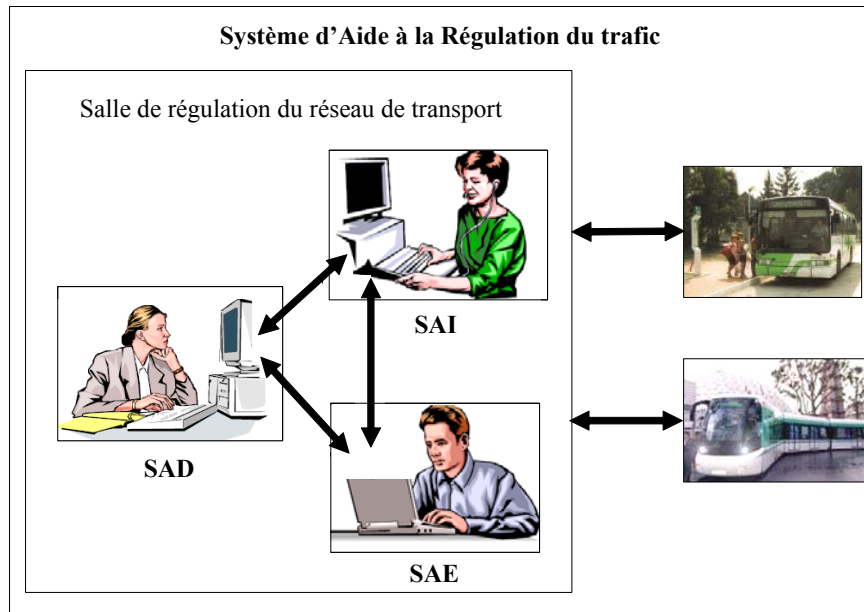 Système d’Aide à la Régulation du trafic
Salle de régulation du réseau de transport
SAI
SAD
SAE